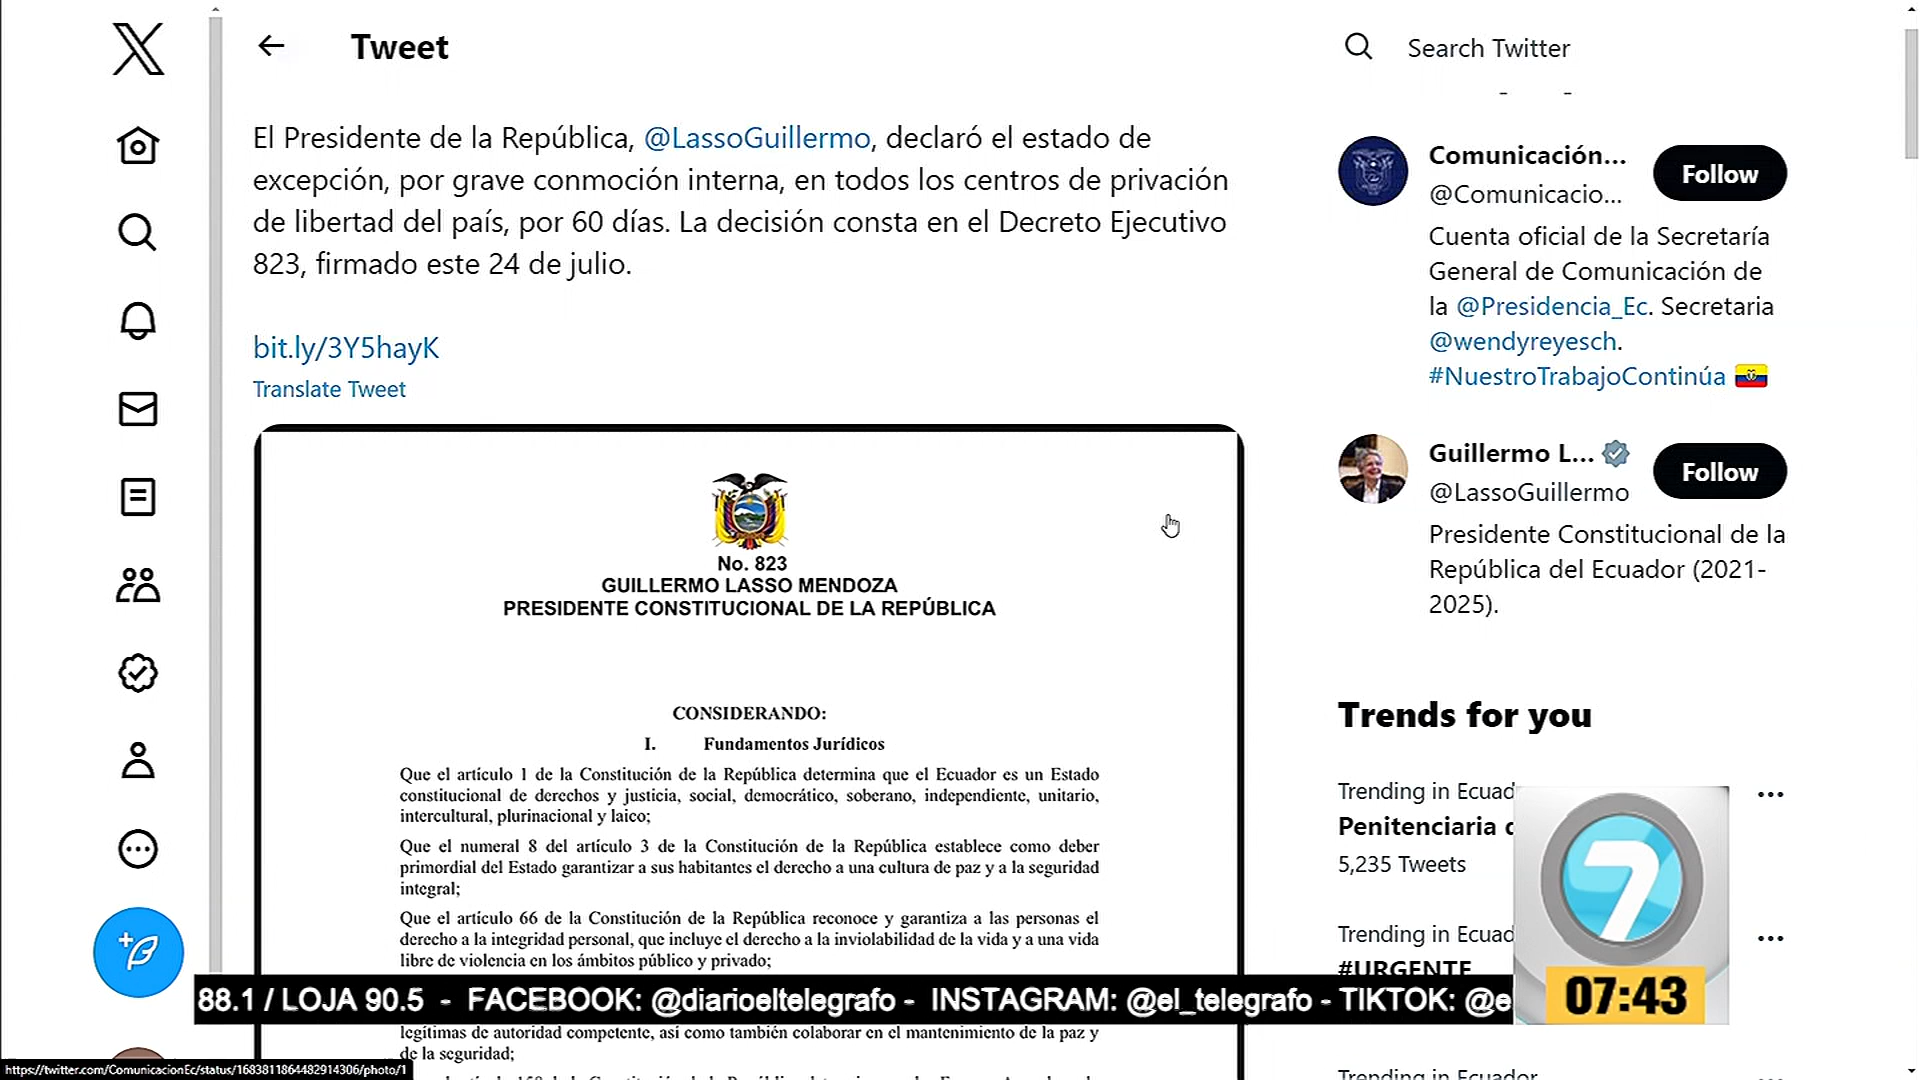 Tweet
Search Twitter
El Presidente de la República, @LassoGuillermo, declaró el estado de
excepción, por grave conmoción interna, en todos los centros de privación
de libertad del país, por 60 días. La decisión consta en el Decreto Ejecutivo
823, firmado este 24 de julio.
bit.ly/3Y5hayK
Translate Tweet
No. 823
GUILLERMO LASSO MENDOZA
PRESIDENTE CONSTITUCIONAL DE LA REPÚBLICA
CONSIDERANDO:
I. Fundamentos Jurídicos
Que el artículo 1 de la Constitución de la República determina que el Ecuador es un Estado
constitucional de derechos y justicia, social, democrático, soberano, independiente, unitario,
intercultural, plurinacional y laico;
Que el numeral 8 del artículo 3 de la Constitución de la República establece como deber
primordial del Estado garantizar a sus habitantes el derecho a una cultura de paz y a la seguridad
integral;
Que el artículo 66 de la Constitución de la República reconoce y garantiza a las personas el
derecho a la integridad personal, que incluye el derecho a la inviolabilidad de la vida y a una vida
libre de violencia en los ámbitos público y privado;
legítimas de autoridad competente, así como también colaborar en el mantenimiento de la paz y
de la seguridad;
Comunicación...
@Comunicacio...
Follow
Cuenta oficial de la Secretaría
General de Comunicación de
la @Presidencia_Ec. Secretaria
@wendyreyesch.
#NuestroTrabajoContinúa
Guillermo L...
@LassoGuillermo
Follow
Presidente Constitucional de la
República del Ecuador (2021-
2025).
Trends for you
Trending in Ecuad
Penitenciaria
5,235 Tweets
Trending in Ecuad
#URGENTE
Trending in Ecuador
7
07:43
88.1 / LOJA 90.5 - FACEBOOK: @diarioeltelegrafo - INSTAGRAM: @el_telegrafo - TIKTOK: @e
https://twitter.com/ComunicacionEc/status/1683811864482914306/photo/1